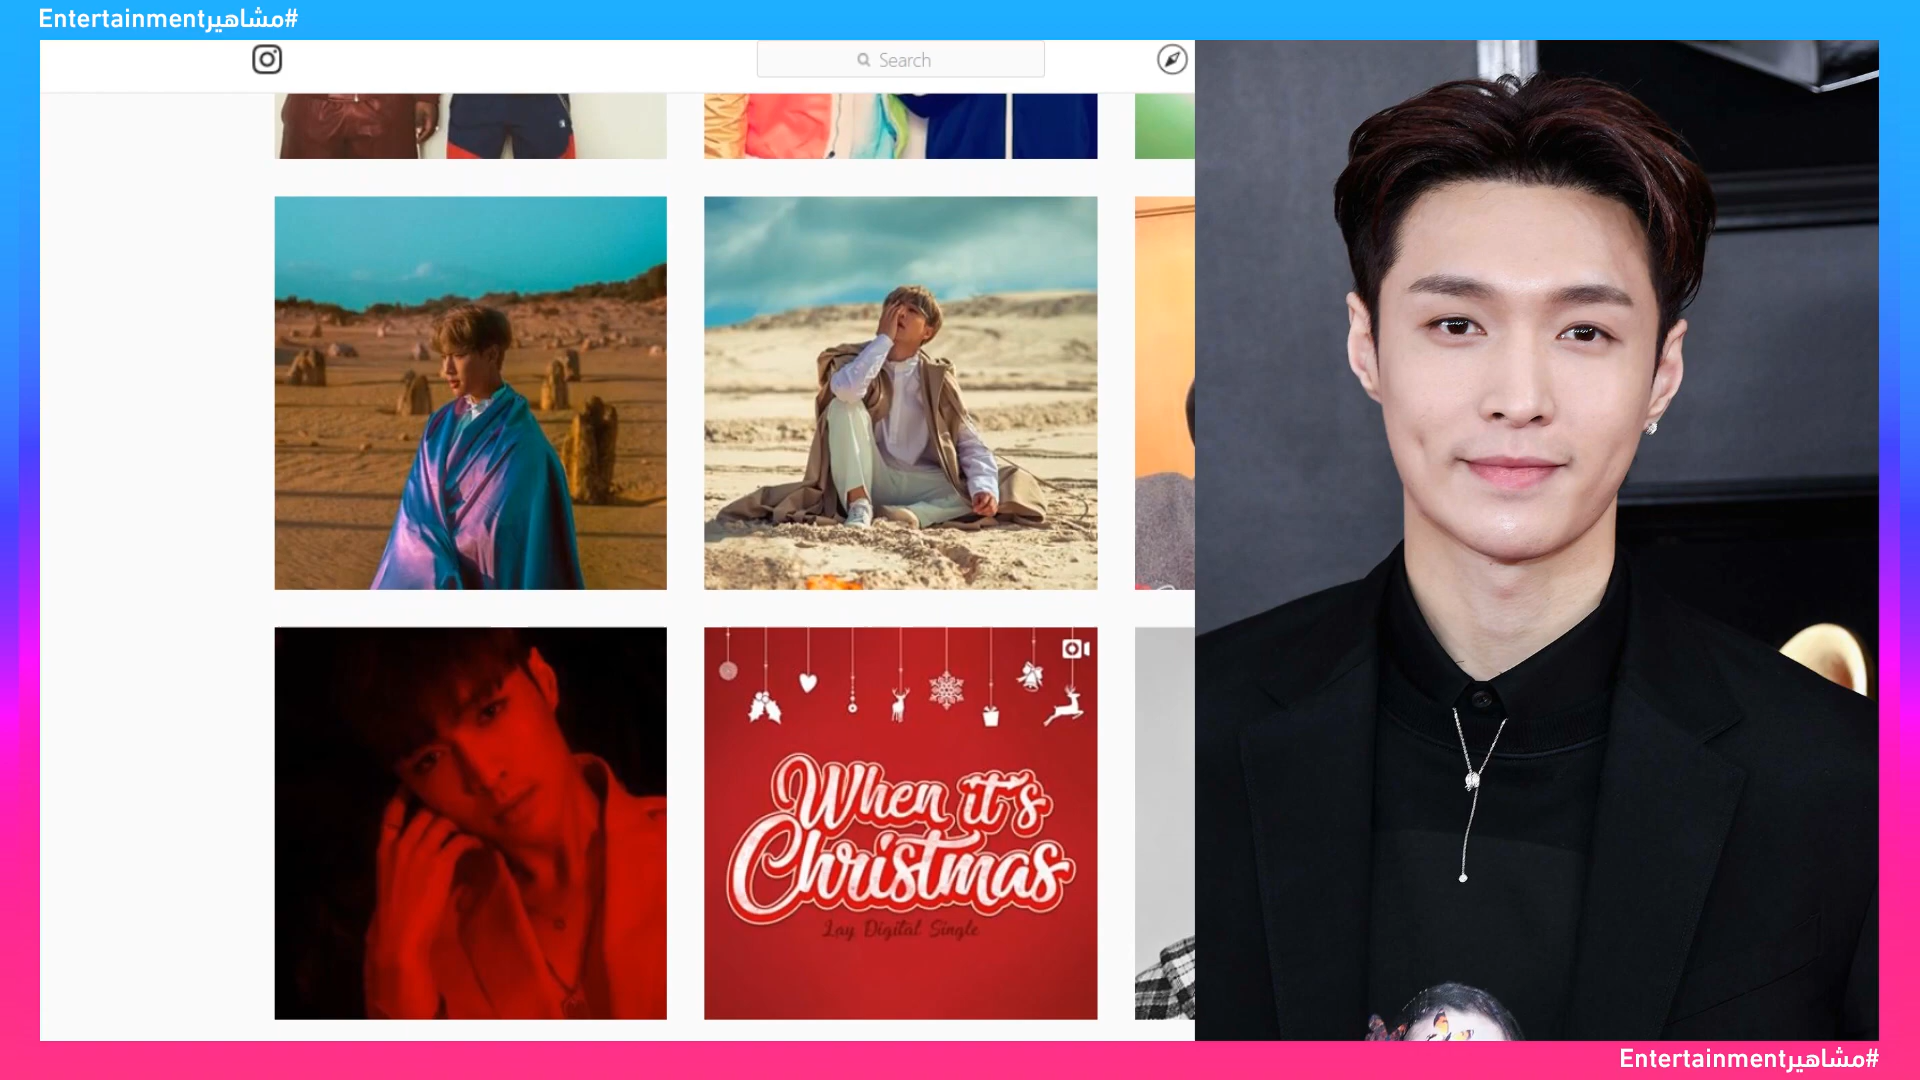 #مشاهيرEntertainment
Search
When it's
Christmas
Lay Digital Single
#مشاهيرEntertainment